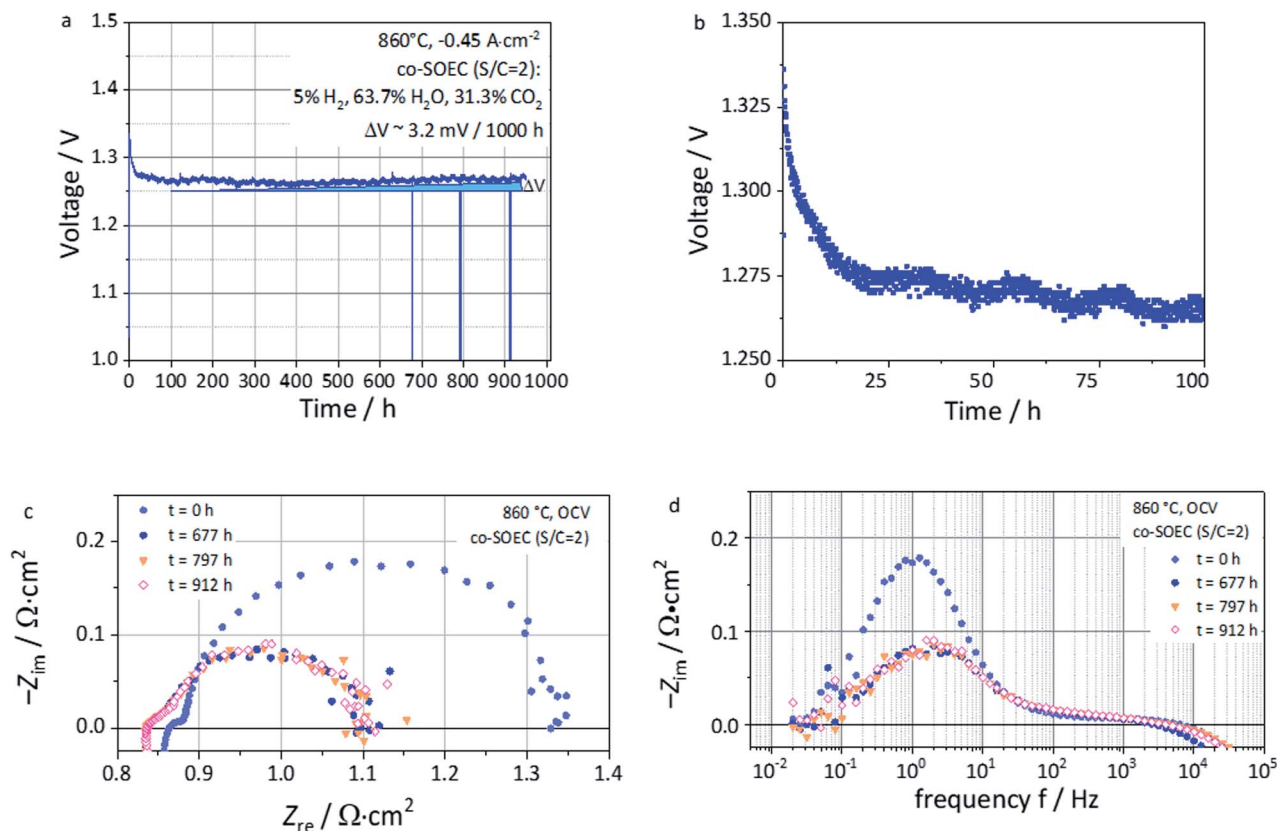 a
1.5
1.4
1.3
1.2
1.1
1.0
Voltage / V
860°C, -0.45 A·cm⁻²
co-SOEC (S/C=2):
5% H₂, 63.7% H₂O, 31.3% CO₂
ΔV ~ 3.2 mV / 1000 h
ΔV
0 100 200 300 400 500 600 700 800 900 1000
Time / h
b
1.350
1.325
1.300
1.275
1.250
Voltage / V
0 25 50 75 100
Time / h
c
t = 0 h
t = 677 h
t = 797 h
t = 912 h
860 °C, OCV
co-SOEC (S/C=2)
0.2
0.1
0.0
−Z_im / Ω·cm²
0.8 0.9 1.0 1.1 1.2 1.3 1.4
Z_re / Ω·cm²
d
860 °C, OCV
co-SOEC (S/C=2)
t = 0 h
t = 677 h
t = 797 h
t = 912 h
0.2
0.1
0.0
−Z_im / Ω•cm²
10⁻² 10⁻¹ 10⁰ 10¹ 10² 10³ 10⁴ 10⁵
frequency f / Hz